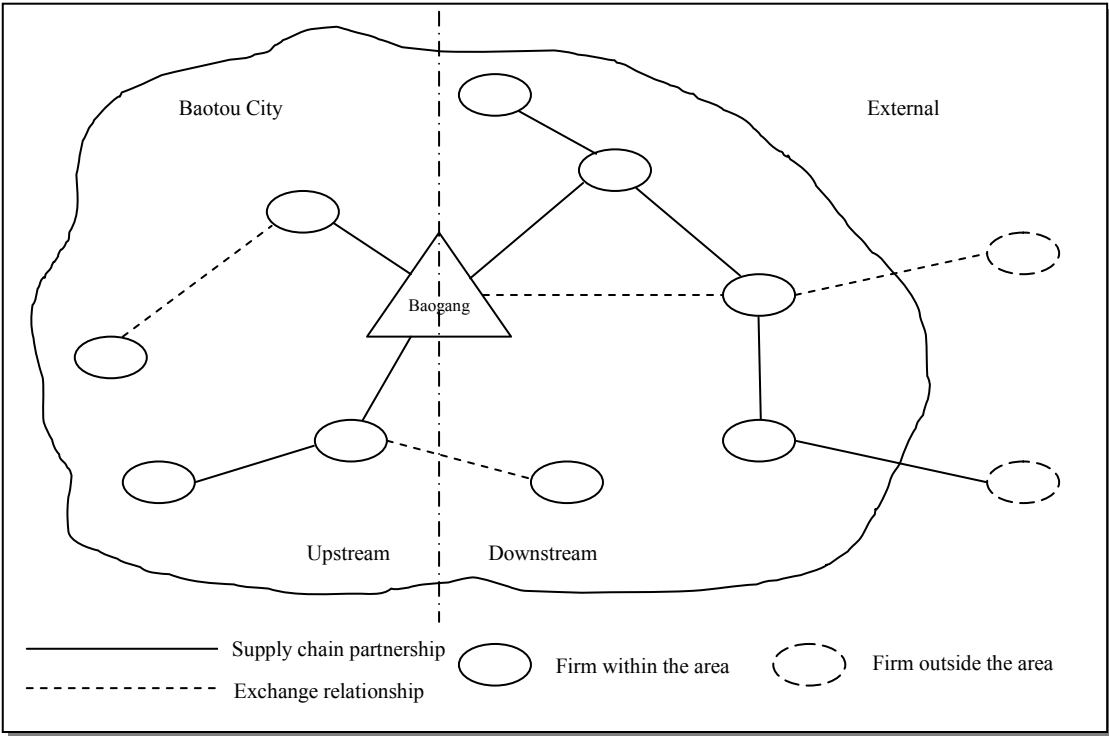 Baotou City
External
Baogang
Upstream
Downstream
Supply chain partnership
Firm within the area
Firm outside the area
Exchange relationship